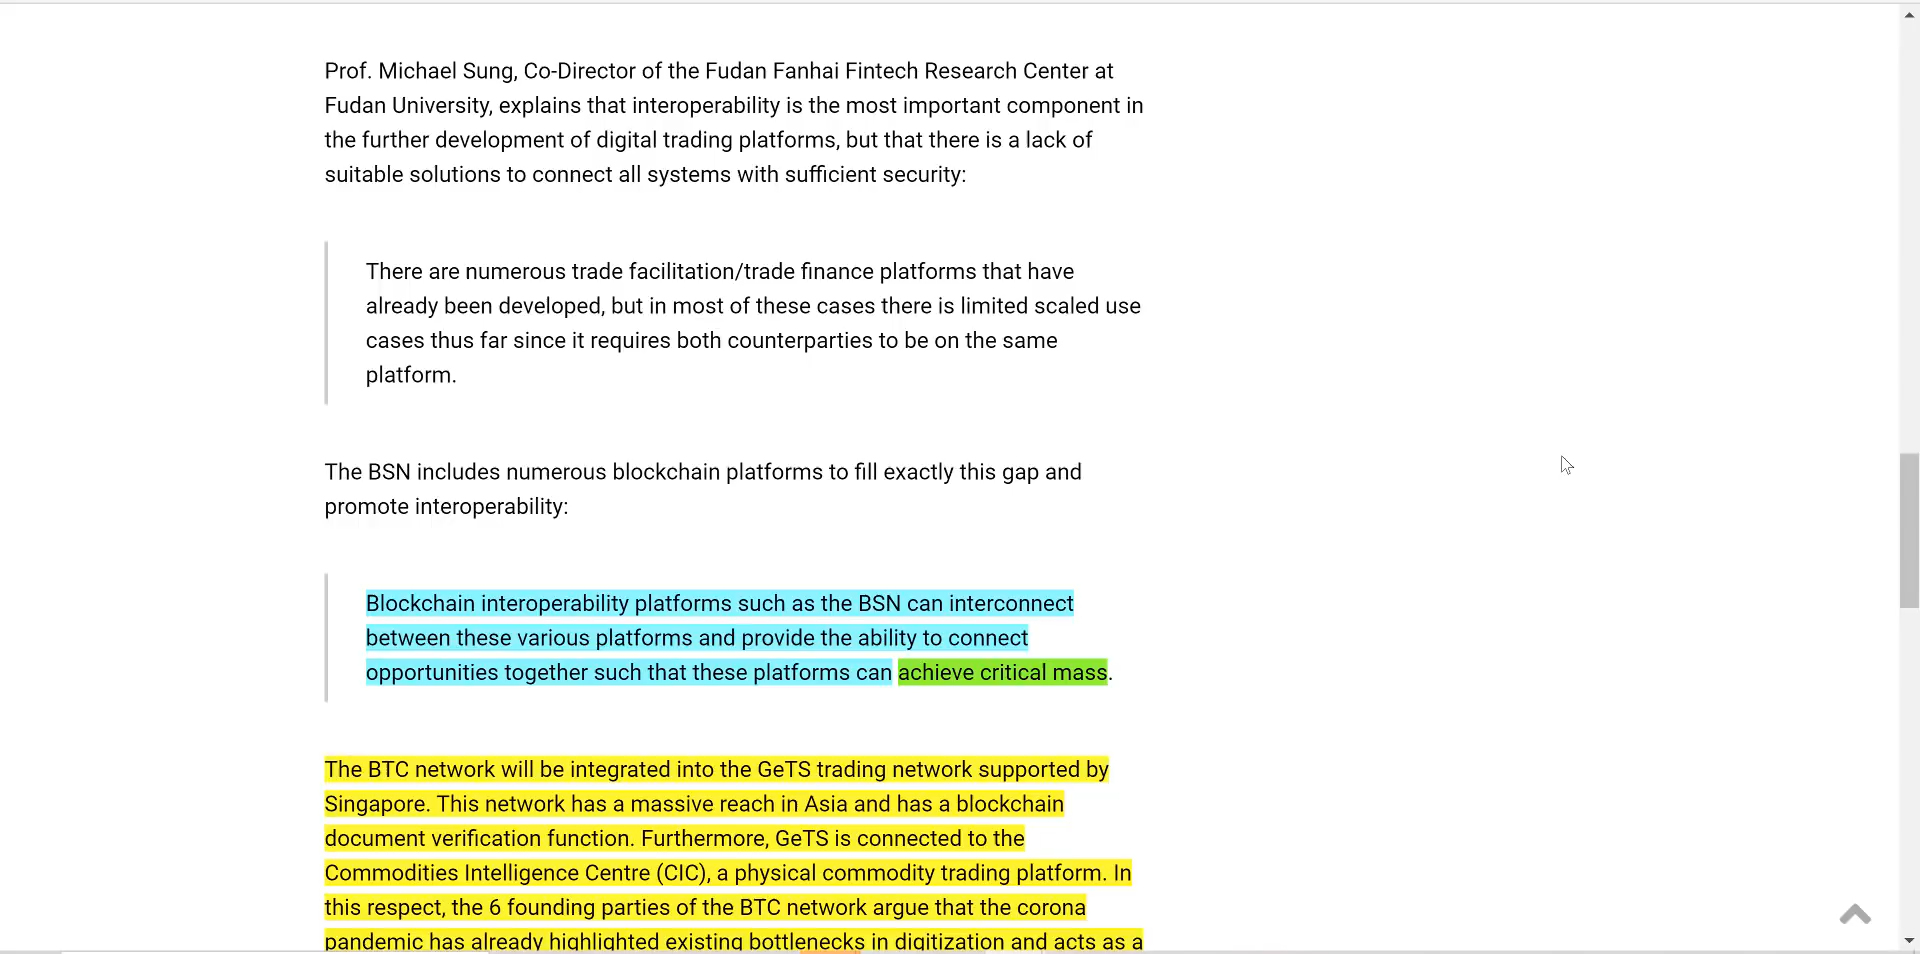 Prof. Michael Sung, Co-Director of the Fudan Fanhai Fintech Research Center at
Fudan University, explains that interoperability is the most important component in
the further development of digital trading platforms, but that there is a lack of
suitable solutions to connect all systems with sufficient security:
There are numerous trade facilitation/trade finance platforms that have
already been developed, but in most of these cases there is limited scaled use
cases thus far since it requires both counterparties to be on the same
platform.
The BSN includes numerous blockchain platforms to fill exactly this gap and
promote interoperability:
Blockchain interoperability platforms such as the BSN can interconnect
between these various platforms and provide the ability to connect
opportunities together such that these platforms can achieve critical mass.
The BTC network will be integrated into the GeTS trading network supported by
Singapore. This network has a massive reach in Asia and has a blockchain
document verification function. Furthermore, GeTS is connected to the
Commodities Intelligence Centre (CIC), a physical commodity trading platform. In
this respect, the 6 founding parties of the BTC network argue that the corona
pandemic has already highlighted existing bottlenecks in digitization and acts as a